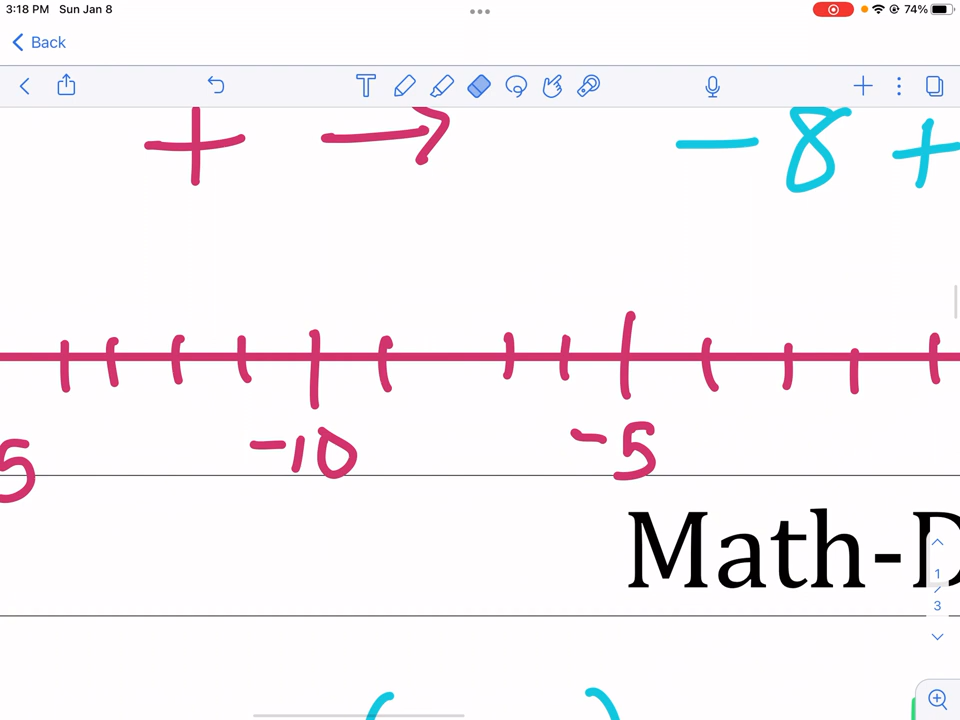 3:18 PM Sun Jan 8 74%
Back
+ → -8 +
5 -10 -5
Math-D
1
/
3